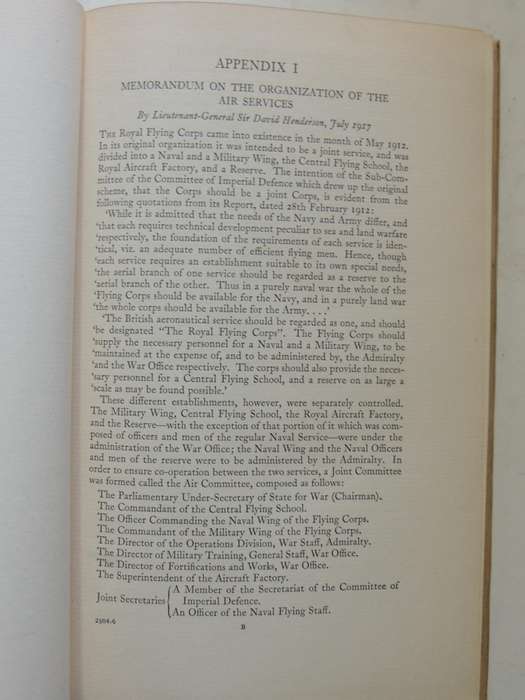 APPENDIX I
MEMORANDUM ON THE ORGANIZATION OF THE
AIR SERVICES
By Lieutenant-General Sir David Henderson, July 1917
THE Royal Flying Corps came into existence in the month of May 1912.
In its original organization it was intended to be a joint service, and was
divided into a Naval and a Military Wing, the Central Flying School, the
Royal Aircraft Factory, and a Reserve. The intention of the Sub-Com-
mittee of the Committee of Imperial Defence which drew up the original
scheme, that the Corps should be a joint Corps, is evident from the
following quotations from its Report, dated 28th February 1912:
'While it is admitted that the needs of the Navy and Army differ, and
'that each requires technical development peculiar to sea and land warfare
'respectively, the foundation of the requirements of each service is iden-
'tical, viz. an adequate number of efficient flying men. Hence, though
'each service requires an establishment suitable to its own special needs,
'the aerial branch of one service should be regarded as a reserve to the
'aerial branch of the other. Thus in a purely naval war the whole of the
'Flying Corps should be available for the Navy, and in a purely land war
'the whole corps should be available for the Army. . . .'
'The British aeronautical service should be regarded as one, and should
'be designated "The Royal Flying Corps". The Flying Corps should
'supply the necessary personnel for a Naval and a Military Wing, to be
'maintained at the expense of, and to be administered by, the Admiralty
'and the War Office respectively. The corps should also provide the neces-
'sary personnel for a Central Flying School, and a reserve on as large a
'scale as may be found possible.'
These different establishments, however, were separately controlled.
The Military Wing, Central Flying School, the Royal Aircraft Factory,
and the Reserve—with the exception of that portion of it which was com-
posed of officers and men of the regular Naval Service—were under the
administration of the War Office; the Naval Wing and the Naval Officers
and men of the reserve were to be administered by the Admiralty. In
order to ensure co-operation between the two services, a Joint Committee
was formed called the Air Committee, composed as follows:
The Parliamentary Under-Secretary of State for War (Chairman).
The Commandant of the Central Flying School.
The Officer Commanding the Naval Wing of the Flying Corps.
The Commandant of the Military Wing of the Flying Corps.
The Director of the Operations Division, War Staff, Admiralty.
The Director of Military Training, General Staff, War Office.
The Director of Fortifications and Works, War Office.
The Superintendent of the Aircraft Factory.
Joint Secretaries { A Member of the Secretariat of the Committee of
Imperial Defence.
An Officer of the Naval Flying Staff.
2504.6
B